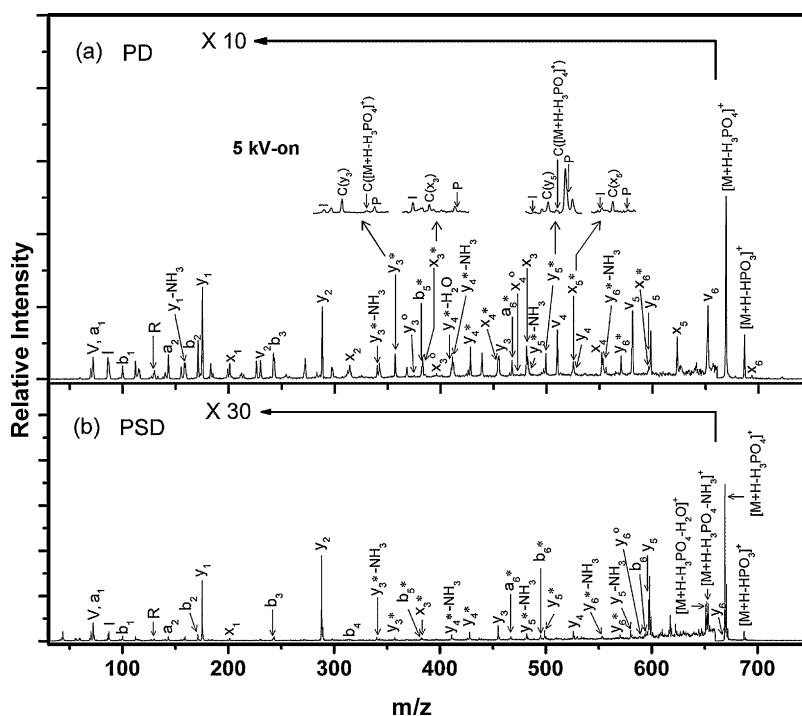 (a) PD
X 10
5 kV-on
I
C(y3)
C([M+H-H3PO4]+)
P
I
C(x3)
P
I
C(y5)
C([M+H-H3PO4]+)
P
I
C(x5)
P
V, a1
I
b1
R
a2
y1-NH3
b2
y1
x1
v2
b3
y2
x2
y3*-NH3
y3*
y3°
b5*
x3*
x3°
y4*-H2O
y4*-NH3
y4*
x4*
y3
a6*
x4°
x3
y5*-NH3
y5*
v4
x5*
y4
x4
y6*-NH3
y6*
v5
x6*
y5
x5
v6
[M+H-H3PO4]+
[M+H-HPO3]+
x6
Relative Intensity
(b) PSD
X 30
V, a1
I
b1
R
a2
b2
y1
x1
b3
y2
b4
y3*-NH3
y3*
b5*
x3*
y4*-NH3
y4*
y3
a6*
y5*-NH3
b6*
y5*
y4
y6*-NH3
y6*
y5-NH3
y6°
b6
y5
[M+H-H3PO4-H2O]+
[M+H-H3PO4-NH3]+
y6
[M+H-H3PO4]+
[M+H-HPO3]+
100 200 300 400 500 600 700
m/z